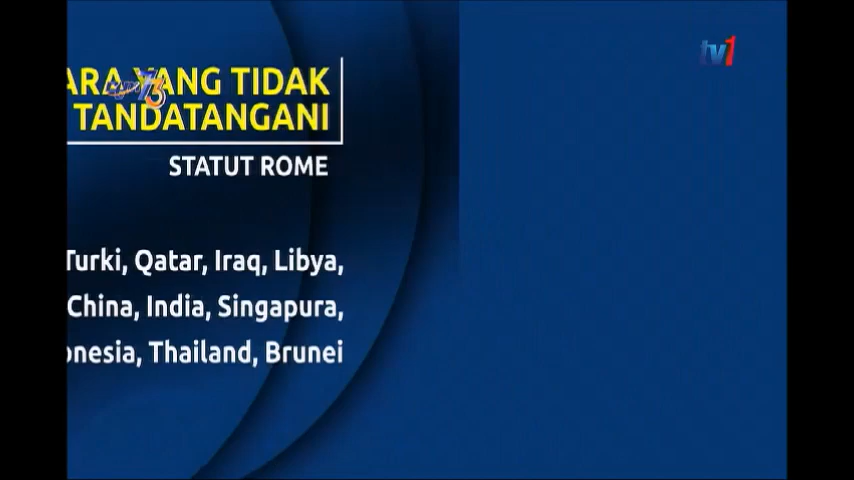 tv1
ARA YANG TIDAK
TANDATANGANI
STATUT ROME
Turki, Qatar, Iraq, Libya,
China, India, Singapura,
onesia, Thailand, Brunei